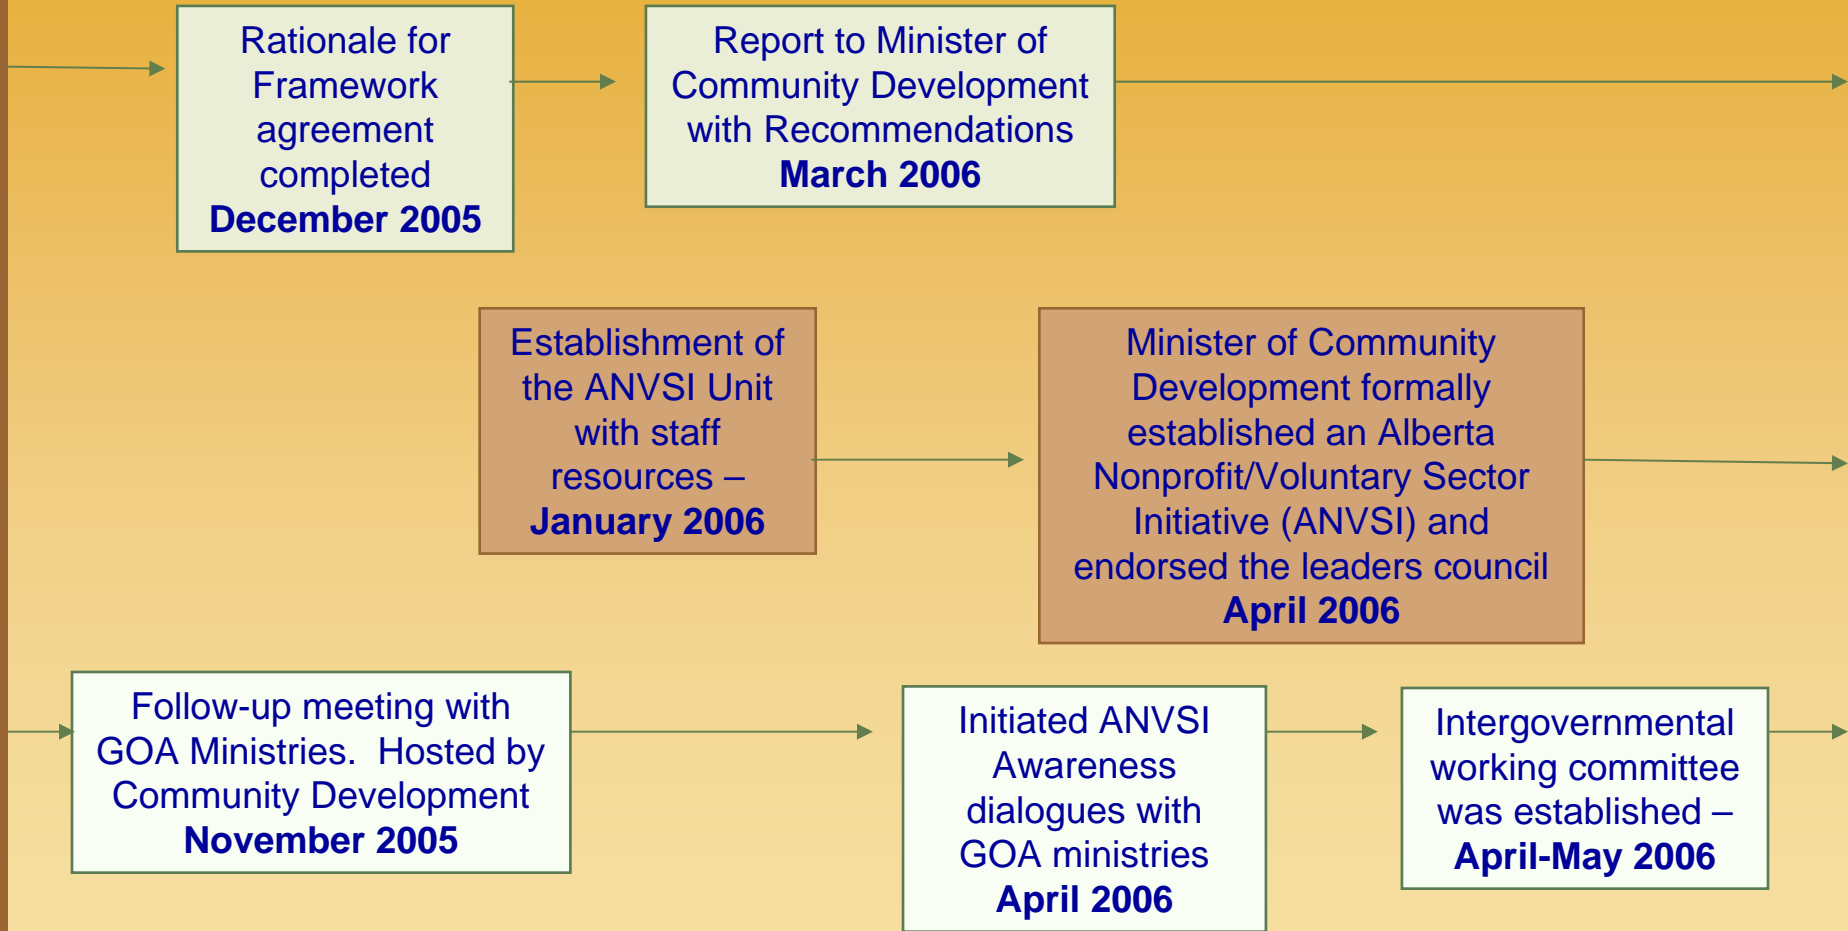 Rationale for
Framework
agreement
completed
December 2005
Report to Minister of
Community Development
with Recommendations
March 2006
Establishment of
the ANVSI Unit
with staff
resources –
January 2006
Minister of Community
Development formally
established an Alberta
Nonprofit/Voluntary Sector
Initiative (ANVSI) and
endorsed the leaders council
April 2006
Follow-up meeting with
GOA Ministries.  Hosted by
Community Development
November 2005
Initiated ANVSI
Awareness
dialogues with
GOA ministries
April 2006
Intergovernmental
working committee
was established –
April-May 2006